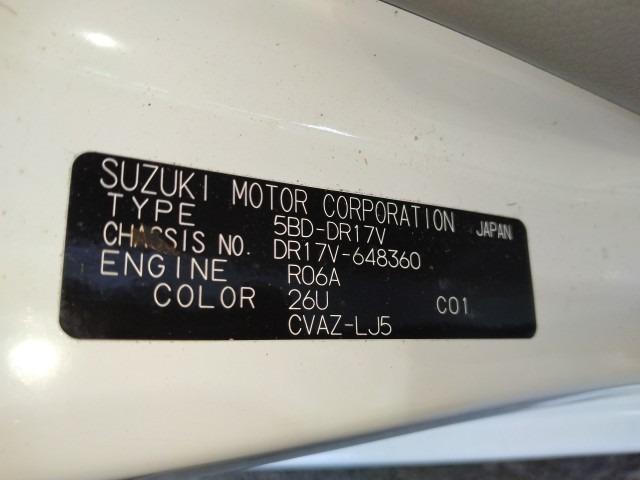 SUZUKI MOTOR CORPORATION JAPAN
TYPE 5BD-DR17V
CHASSIS NO. DR17V-648360
ENGINE R06A
COLOR 26U C01
CVAZ-LJ5